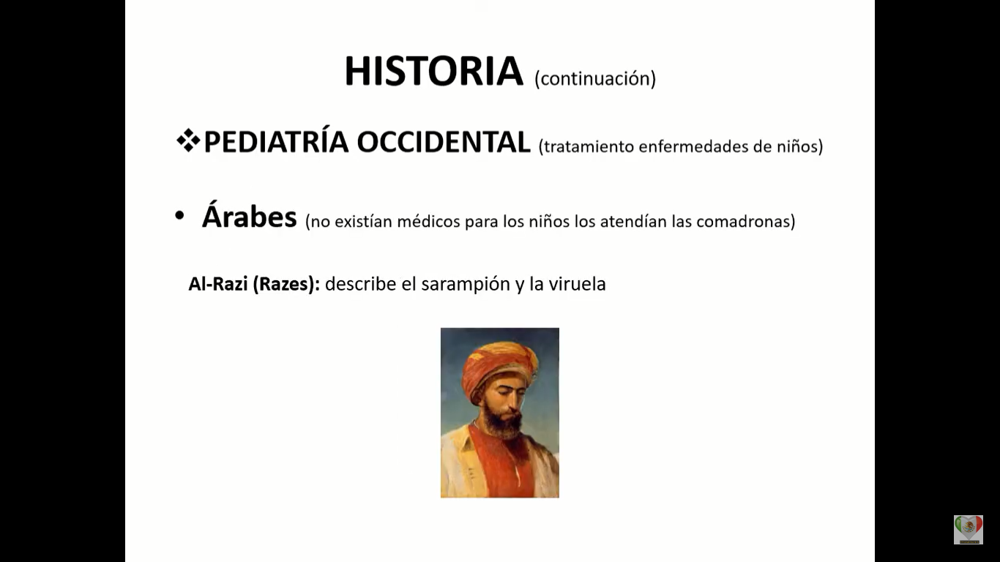 HISTORIA (continuación)
❖PEDIATRÍA OCCIDENTAL (tratamiento enfermedades de niños)
• Árabes (no existían médicos para los niños los atendían las comadronas)
Al-Razi (Razes): describe el sarampión y la viruela